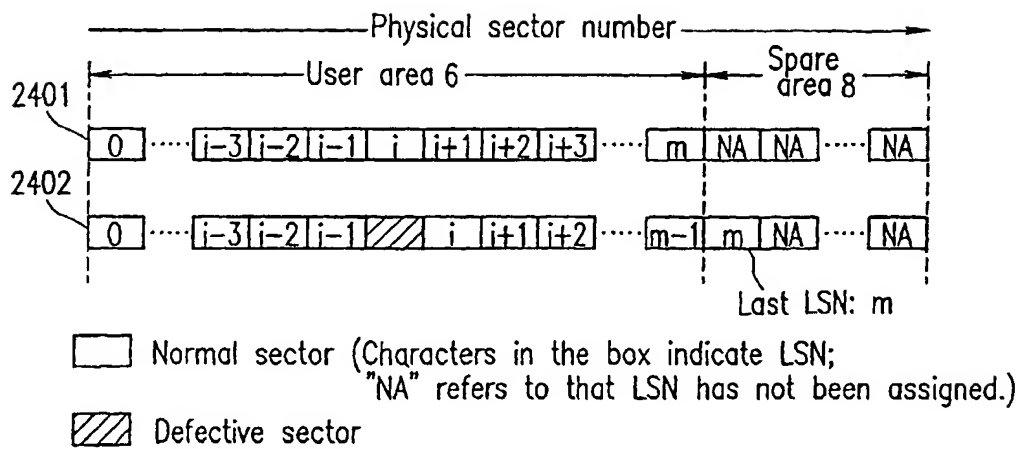 Physical sector number
User area 6
Spare area 8
2401
0 ····· i-3 i-2 i-1 i i+1 i+2 i+3 ····· m NA NA ····· NA
2402
0 ····· i-3 i-2 i-1 i i+1 i+2 ····· m-1 m NA ····· NA
Last LSN: m
Normal sector (Characters in the box indicate LSN;
"NA" refers to that LSN has not been assigned.)
Defective sector